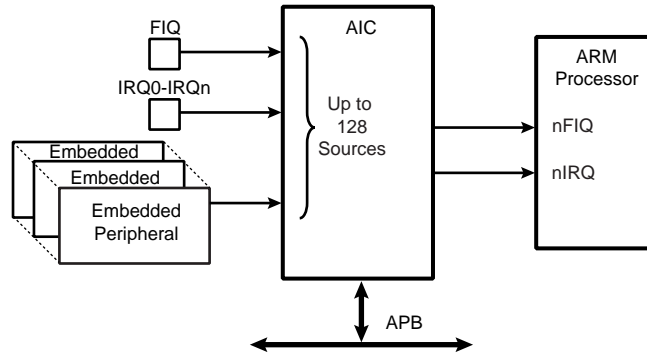 FIQ
IRQ0-IRQn
Embedded
Embedded
Embedded
Peripheral
AIC
Up to
128
Sources
ARM
Processor
nFIQ
nIRQ
APB